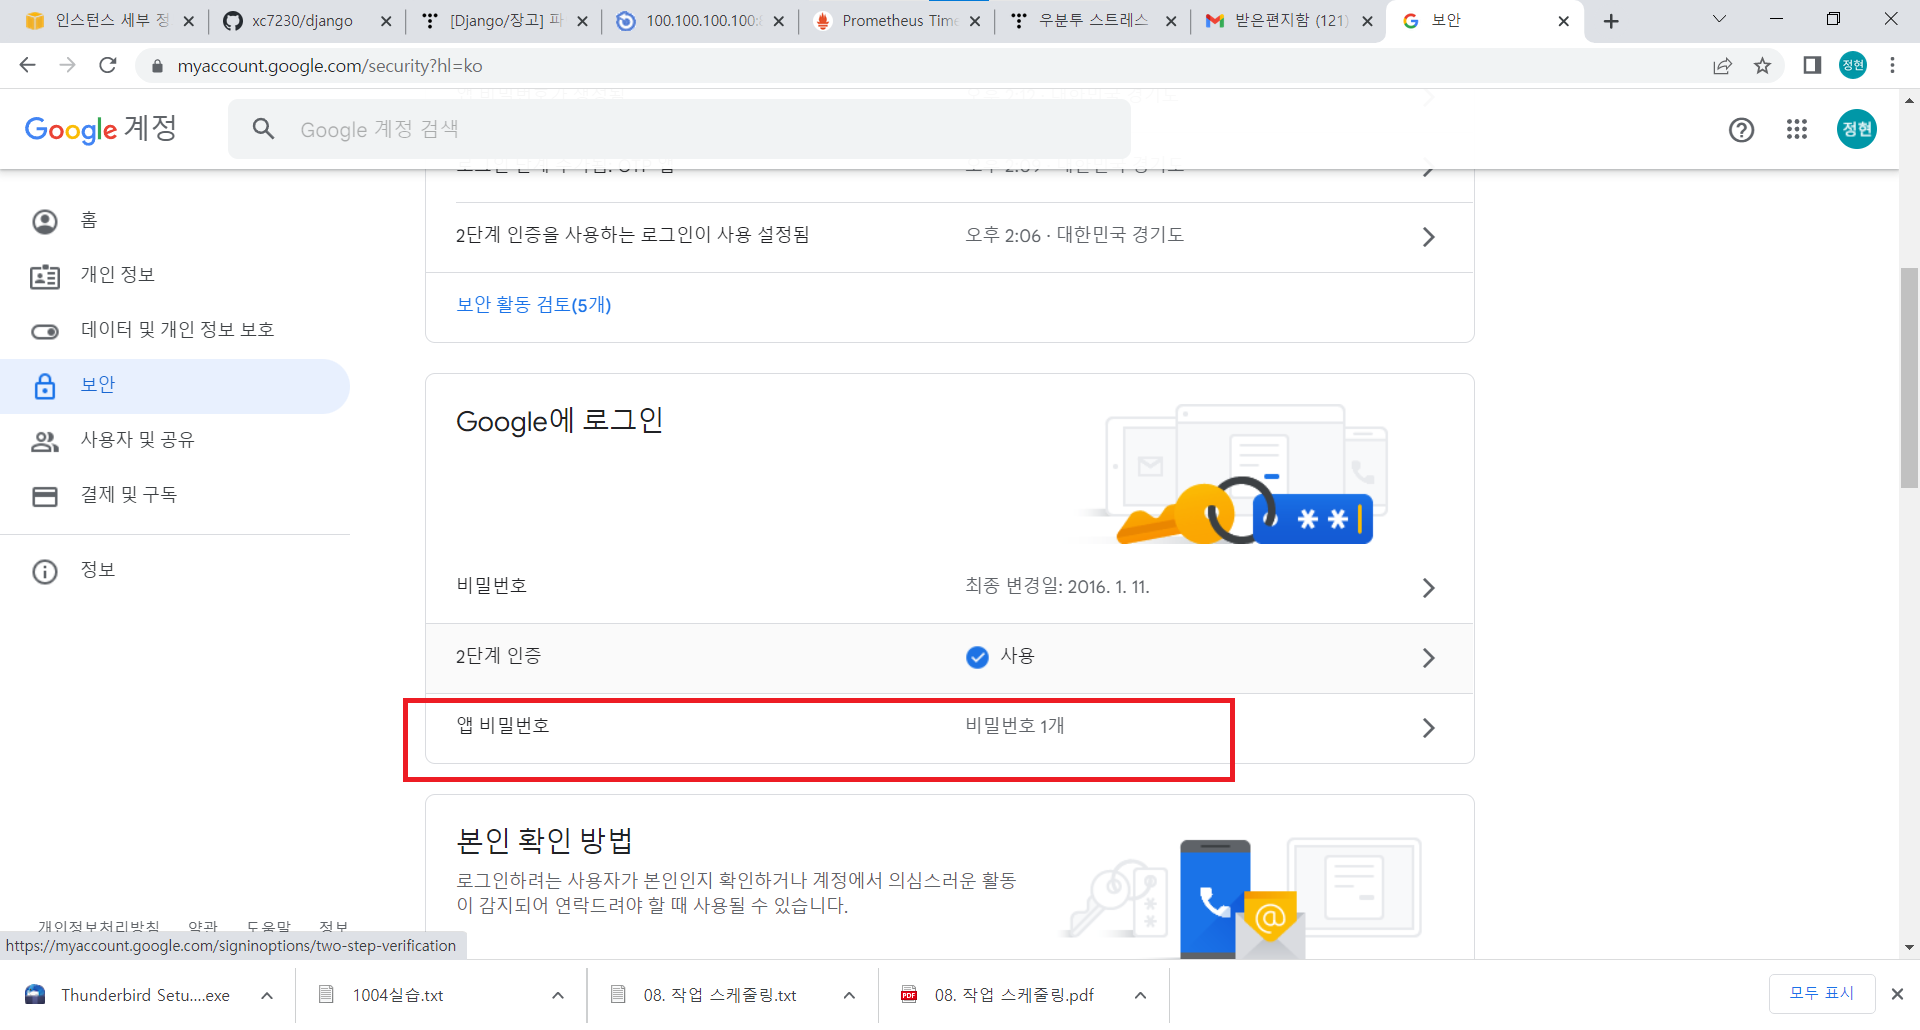 인스턴스 세부 정
xc7230/django
[Django/장고] 파
100.100.100.100:
Prometheus Time
우분투 스트레스
받은편지함 (121)
보안
myaccount.google.com/security?hl=ko
정현
Google 계정
Google 계정 검색
정현
홈
개인 정보
데이터 및 개인 정보 보호
보안
사용자 및 공유
결제 및 구독
정보
2단계 인증을 사용하는 로그인이 사용 설정됨
오후 2:06 · 대한민국 경기도
보안 활동 검토(5개)
Google에 로그인
비밀번호
최종 변경일: 2016. 1. 11.
2단계 인증
사용
앱 비밀번호
비밀번호 1개
본인 확인 방법
로그인하려는 사용자가 본인인지 확인하거나 계정에서 의심스러운 활동
이 감지되어 연락드려야 할 때 사용될 수 있습니다.
개인정보처리방침 약관 도움말 정보
https://myaccount.google.com/signinoptions/two-step-verification
Thunderbird Setu....exe
1004실습.txt
08. 작업 스케줄링.txt
08. 작업 스케줄링.pdf
모두 표시